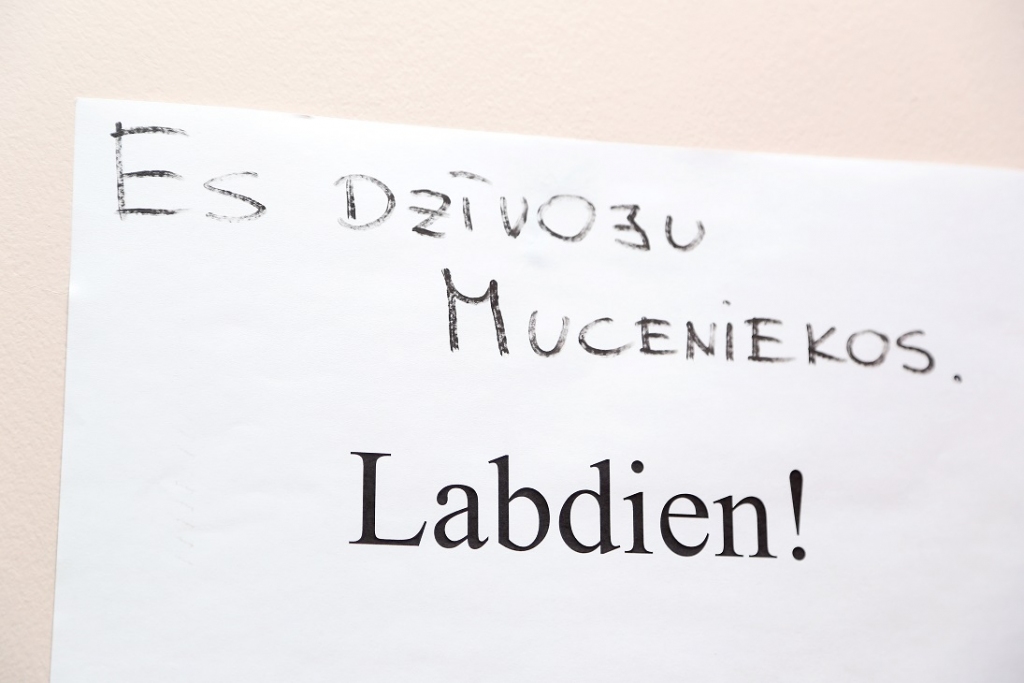 Es DZĪVOJU
MUCENIEKOS.
Labdien!